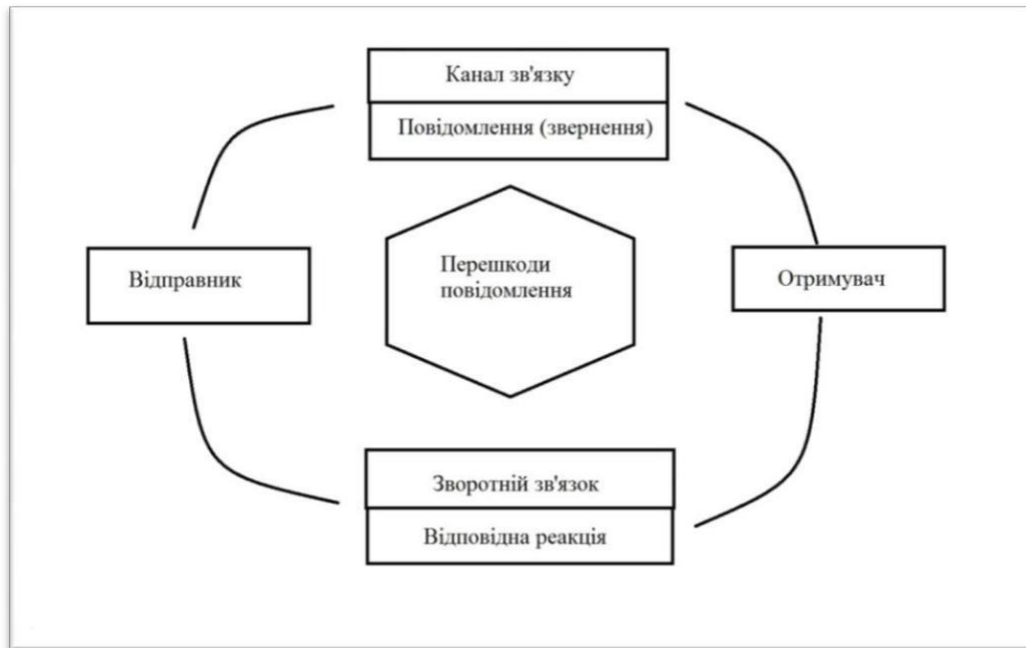 Канал зв'язку
Повідомлення (звернення)
Відправник
Перешкоди
повідомлення
Отримувач
Зворотній зв'язок
Відповідна реакція